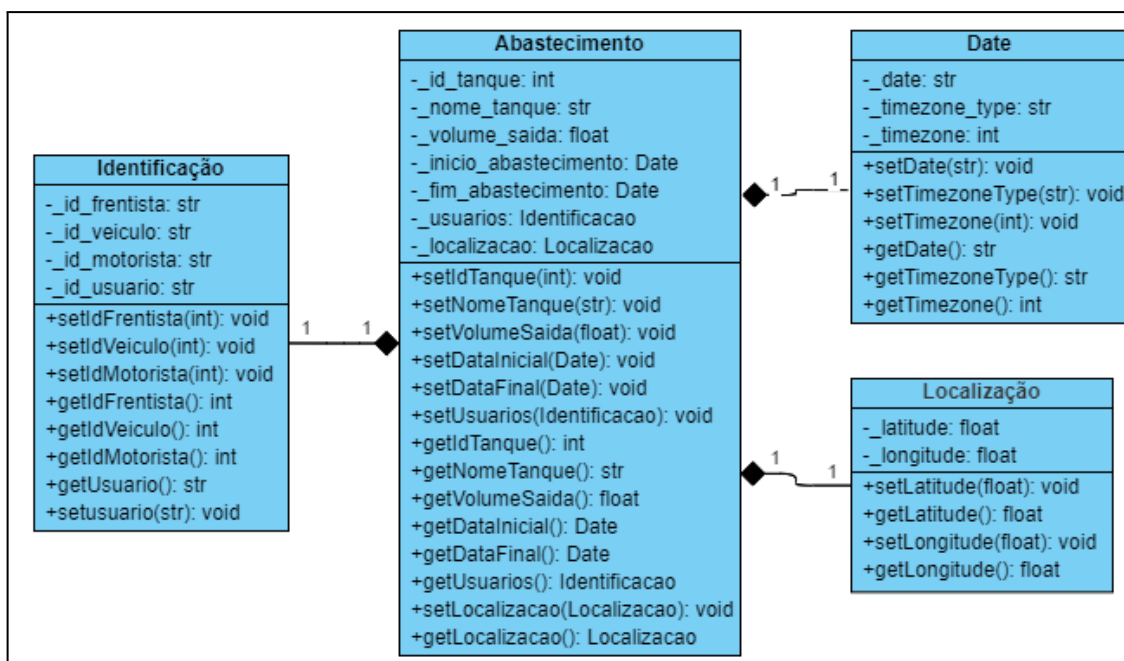 Identificação
-_id_frentista: str
-_id_veiculo: str
-_id_motorista: str
-_id_usuario: str
+setIdFrentista(int): void
+setIdVeiculo(int): void
+setIdMotorista(int): void
+getIdFrentista(): int
+getIdVeiculo(): int
+getIdMotorista(): int
+getUsuario(): str
+setusuario(str): void
1
1
Abastecimento
-_id_tanque: int
-_nome_tanque: str
-_volume_saida: float
-_inicio_abastecimento: Date
-_fim_abastecimento: Date
-_usuarios: Identificacao
-_localizacao: Localizacao
+setIdTanque(int): void
+setNomeTanque(str): void
+setVolumeSaida(float): void
+setDataInicial(Date): void
+setDataFinal(Date): void
+setUsuarios(Identificacao): void
+getIdTanque(): int
+getNomeTanque(): str
+getVolumeSaida(): float
+getDataInicial(): Date
+getDataFinal(): Date
+getUsuarios(): Identificacao
+setLocalizacao(Localizacao): void
+getLocalizacao(): Localizacao
1
1
Date
-_date: str
-_timezone_type: str
-_timezone: int
+setDate(str): void
+setTimezoneType(str): void
+setTimezone(int): void
+getDate(): str
+getTimezoneType(): str
+getTimezone(): int
1
1
Localização
-_latitude: float
-_longitude: float
+setLatitude(float): void
+getLatitude(): float
+setLongitude(float): void
+getLongitude(): float